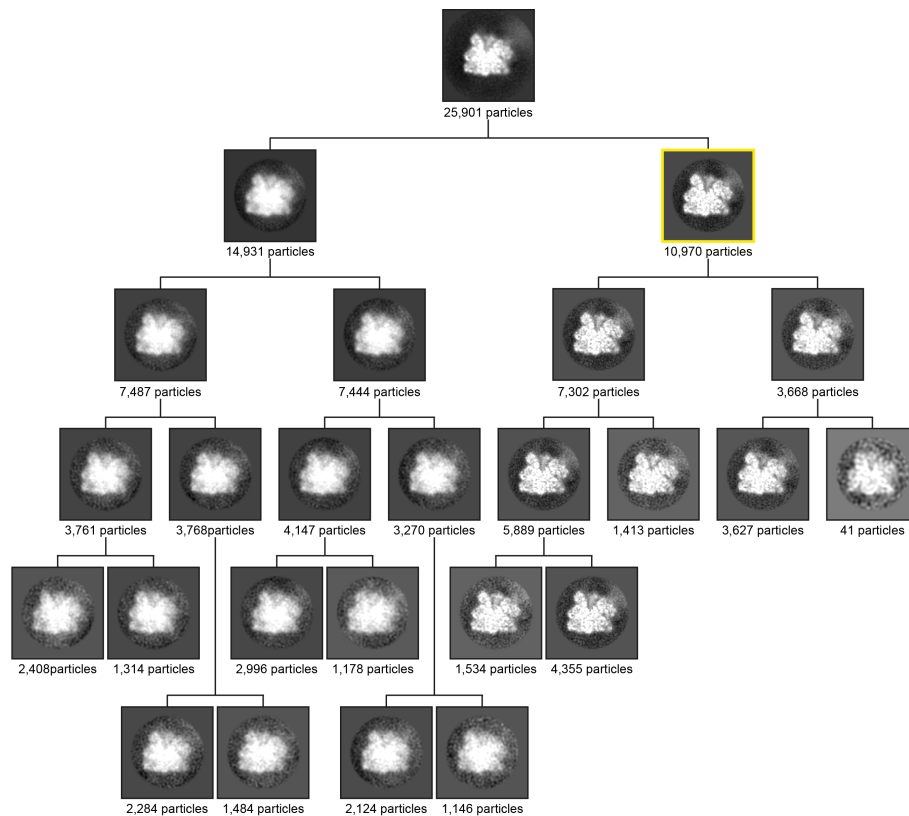 25,901 particles
14,931 particles
10,970 particles
7,487 particles
7,444 particles
7,302 particles
3,668 particles
3,761 particles
3,768particles
4,147 particles
3,270 particles
5,889 particles
1,413 particles
3,627 particles
41 particles
2,408particles
1,314 particles
2,996 particles
1,178 particles
1,534 particles
4,355 particles
2,284 particles
1,484 particles
2,124 particles
1,146 particles